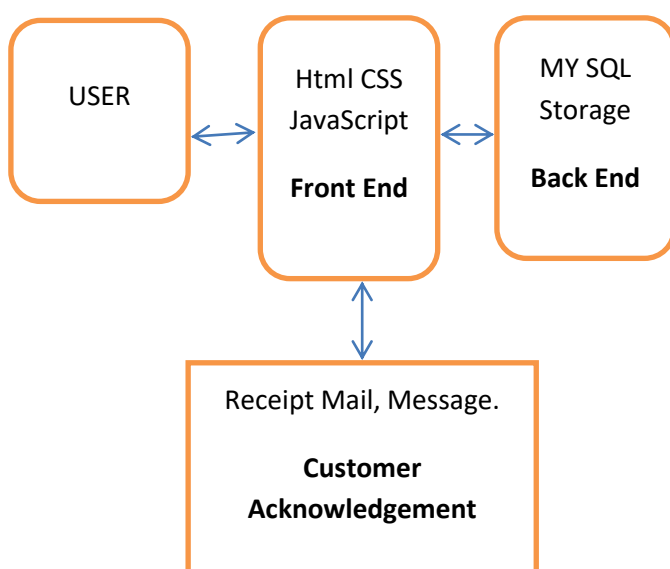 USER
Html CSS
JavaScript
Front End
MY SQL
Storage
Back End
Receipt Mail, Message.
Customer
Acknowledgement